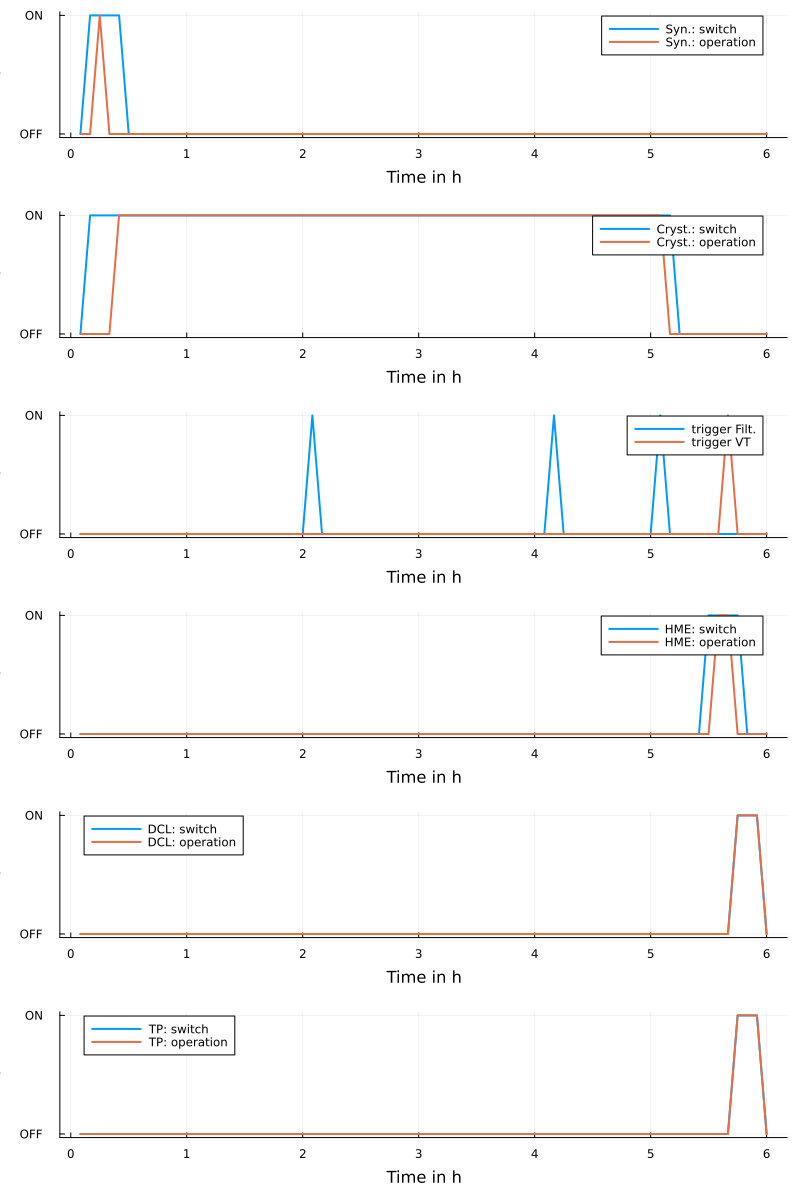 ON
Syn.: switch
Syn.: operation
OFF
0 1 2 3 4 5 6
Time in h
ON
Cryst.: switch
Cryst.: operation
OFF
0 1 2 3 4 5 6
Time in h
ON
trigger Filt.
trigger VT
OFF
0 1 2 3 4 5 6
Time in h
ON
HME: switch
HME: operation
OFF
0 1 2 3 4 5 6
Time in h
ON
DCL: switch
DCL: operation
OFF
0 1 2 3 4 5 6
Time in h
ON
TP: switch
TP: operation
OFF
0 1 2 3 4 5 6
Time in h